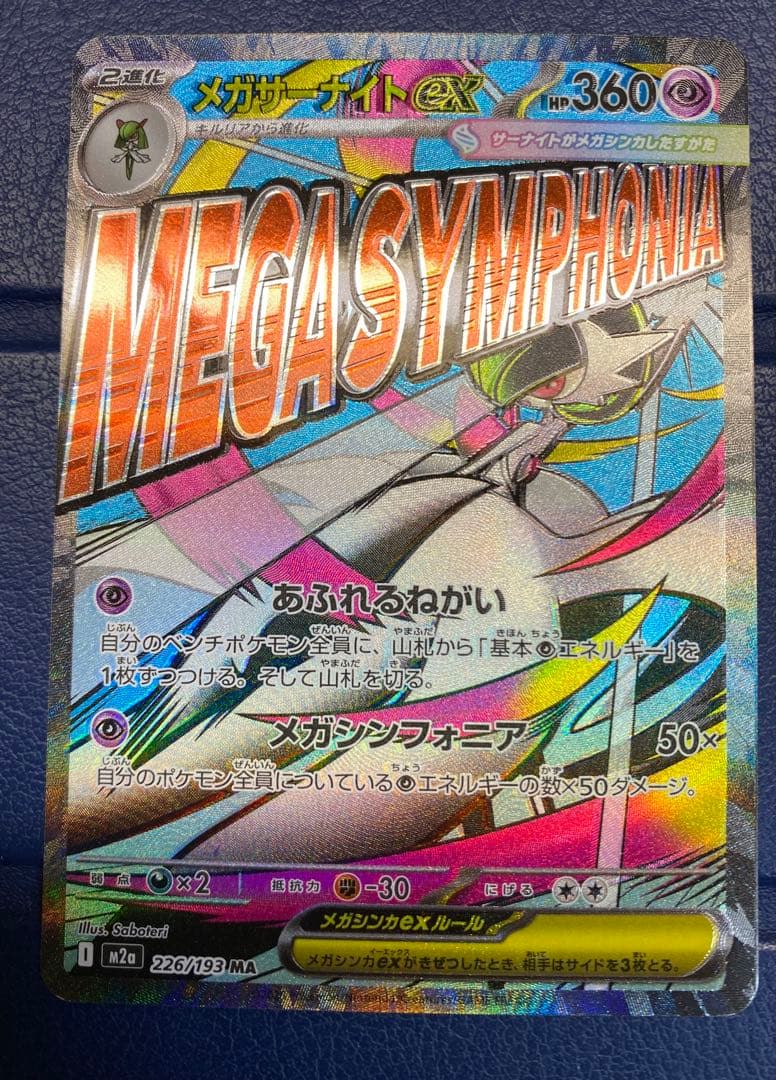 2進化
メガサーナイトex
HP360
キルリアから進化
サーナイトがメガシンカしたすがた
MEGA SYMPHONIA
あふれるねがい
自分のベンチポケモン全員に、山札から「基本エネルギー」を
1枚ずつつける。そして山札を切る。
メガシンフォニア 50×
自分のポケモン全員についているエネルギーの数×50ダメージ。
弱点 ×2 抵抗力 -30 にげる
Illus. Saboteri
メガシンカexルール
メガシンカexがきぜつしたとき、相手はサイドを3枚とる。
I m2a 226/193 MA